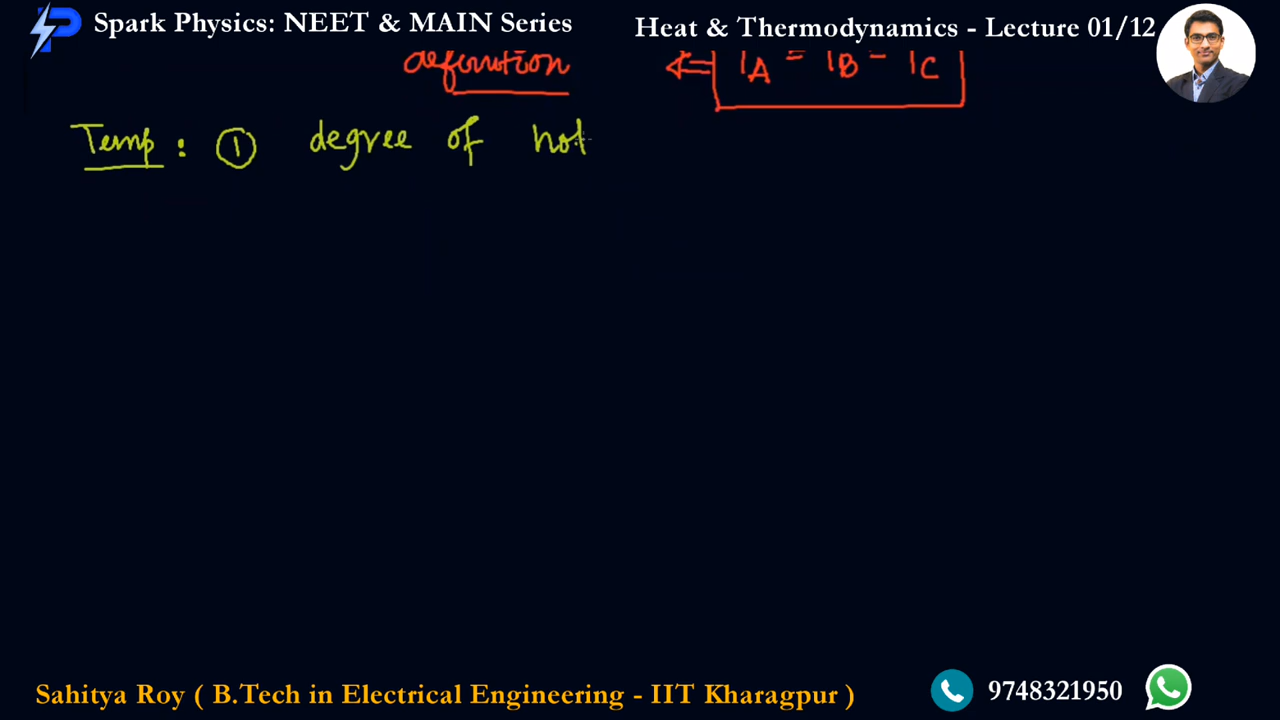 Spark Physics: NEET & MAIN Series
Heat & Thermodynamics - Lecture 01/12
definition ⇐ TA = TB = TC
Temp : ① degree of hot
Sahitya Roy ( B.Tech in Electrical Engineering - IIT Kharagpur )
9748321950